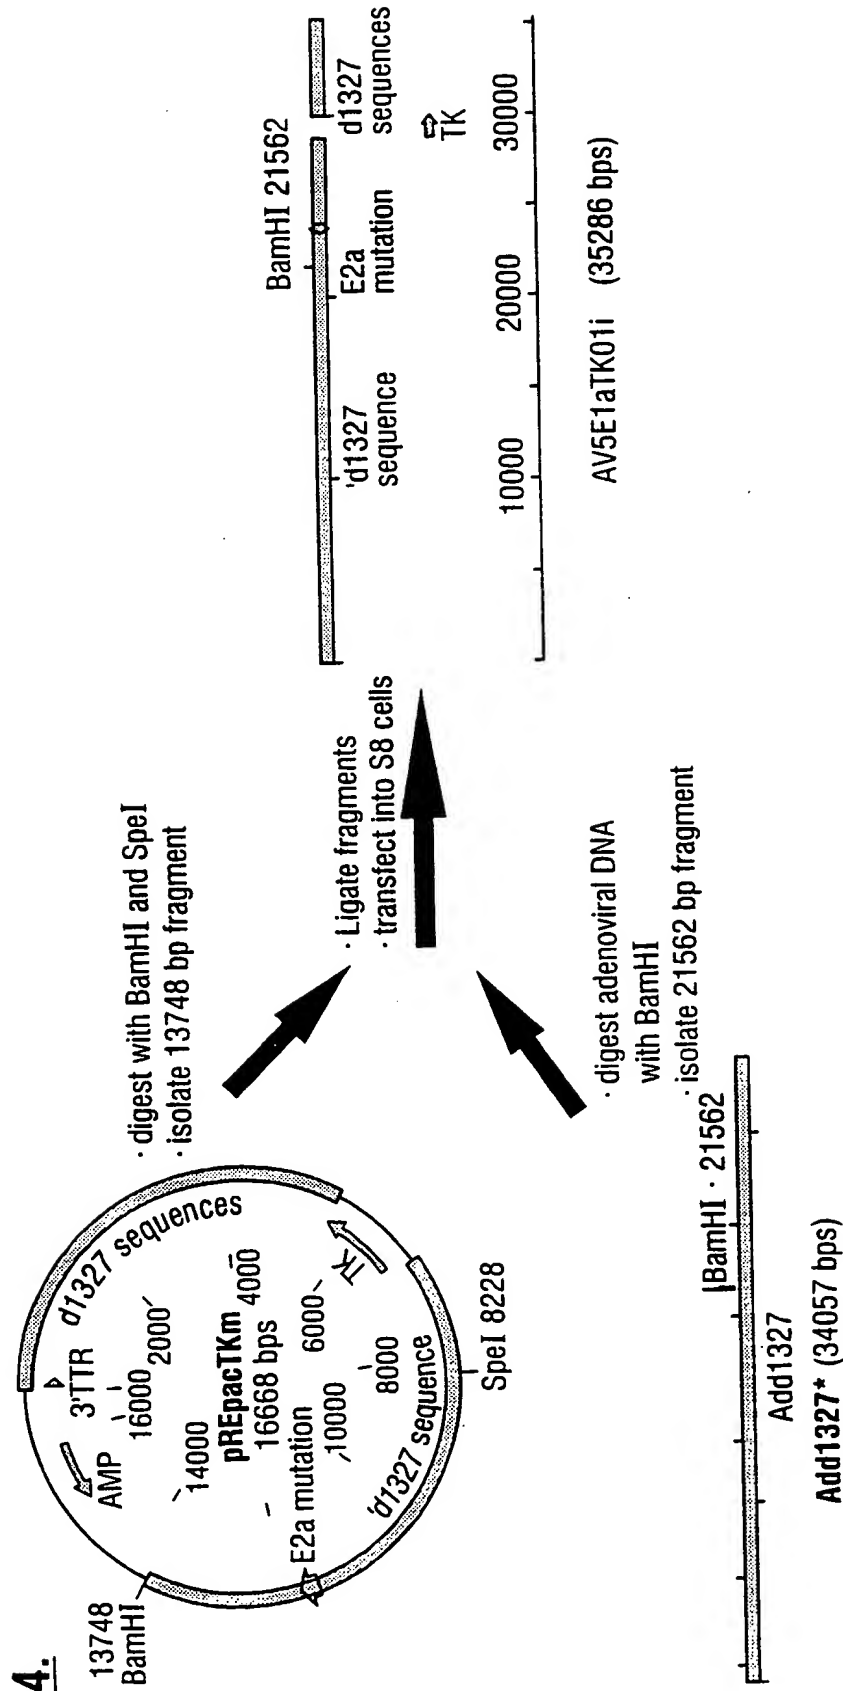 4.
13748
BamHI
AMP
3'TTR
d1327 sequences
16000
2000
14000
pREpacTKm
16668 bps
4000
6000
TK
E2a mutation
10000
8000
'd1327 sequence
SpeI 8228
· digest with BamHI and SpeI
· isolate 13748 bp fragment
· Ligate fragments
· transfect into S8 cells
BamHI · 21562
Add1327
Add1327* (34057 bps)
· digest adenoviral DNA
with BamHI
· isolate 21562 bp fragment
BamHI 21562
'd1327
sequence
E2a
mutation
d1327
sequences
TK
10000
20000
30000
AV5E1aTK01i (35286 bps)